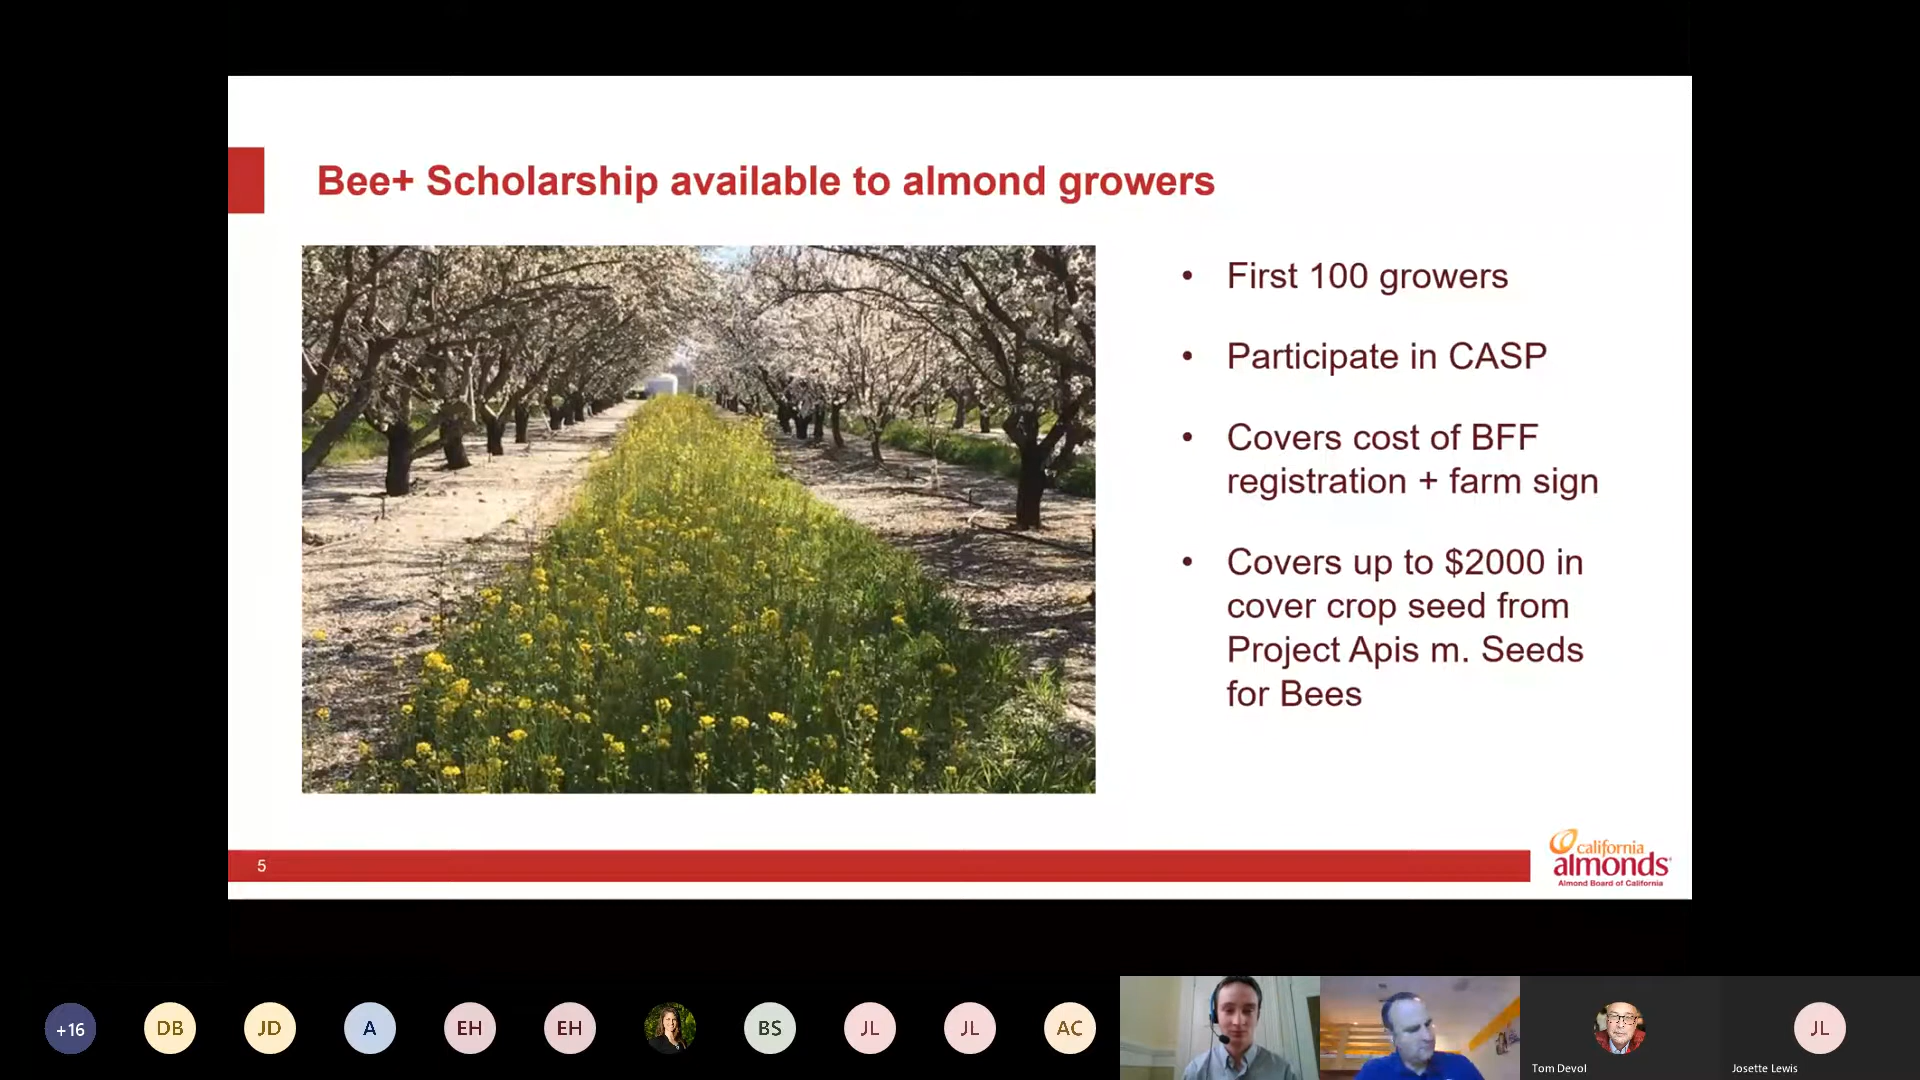 Bee+ Scholarship available to almond growers
• First 100 growers
• Participate in CASP
• Covers cost of BFF
registration + farm sign
• Covers up to $2000 in
cover crop seed from
Project Apis m. Seeds
for Bees
5
california
almonds
Almond Board of California
+16
DB
JD
A
EH
EH
BS
JL
JL
AC
Tom Devol
JL
Josette Lewis